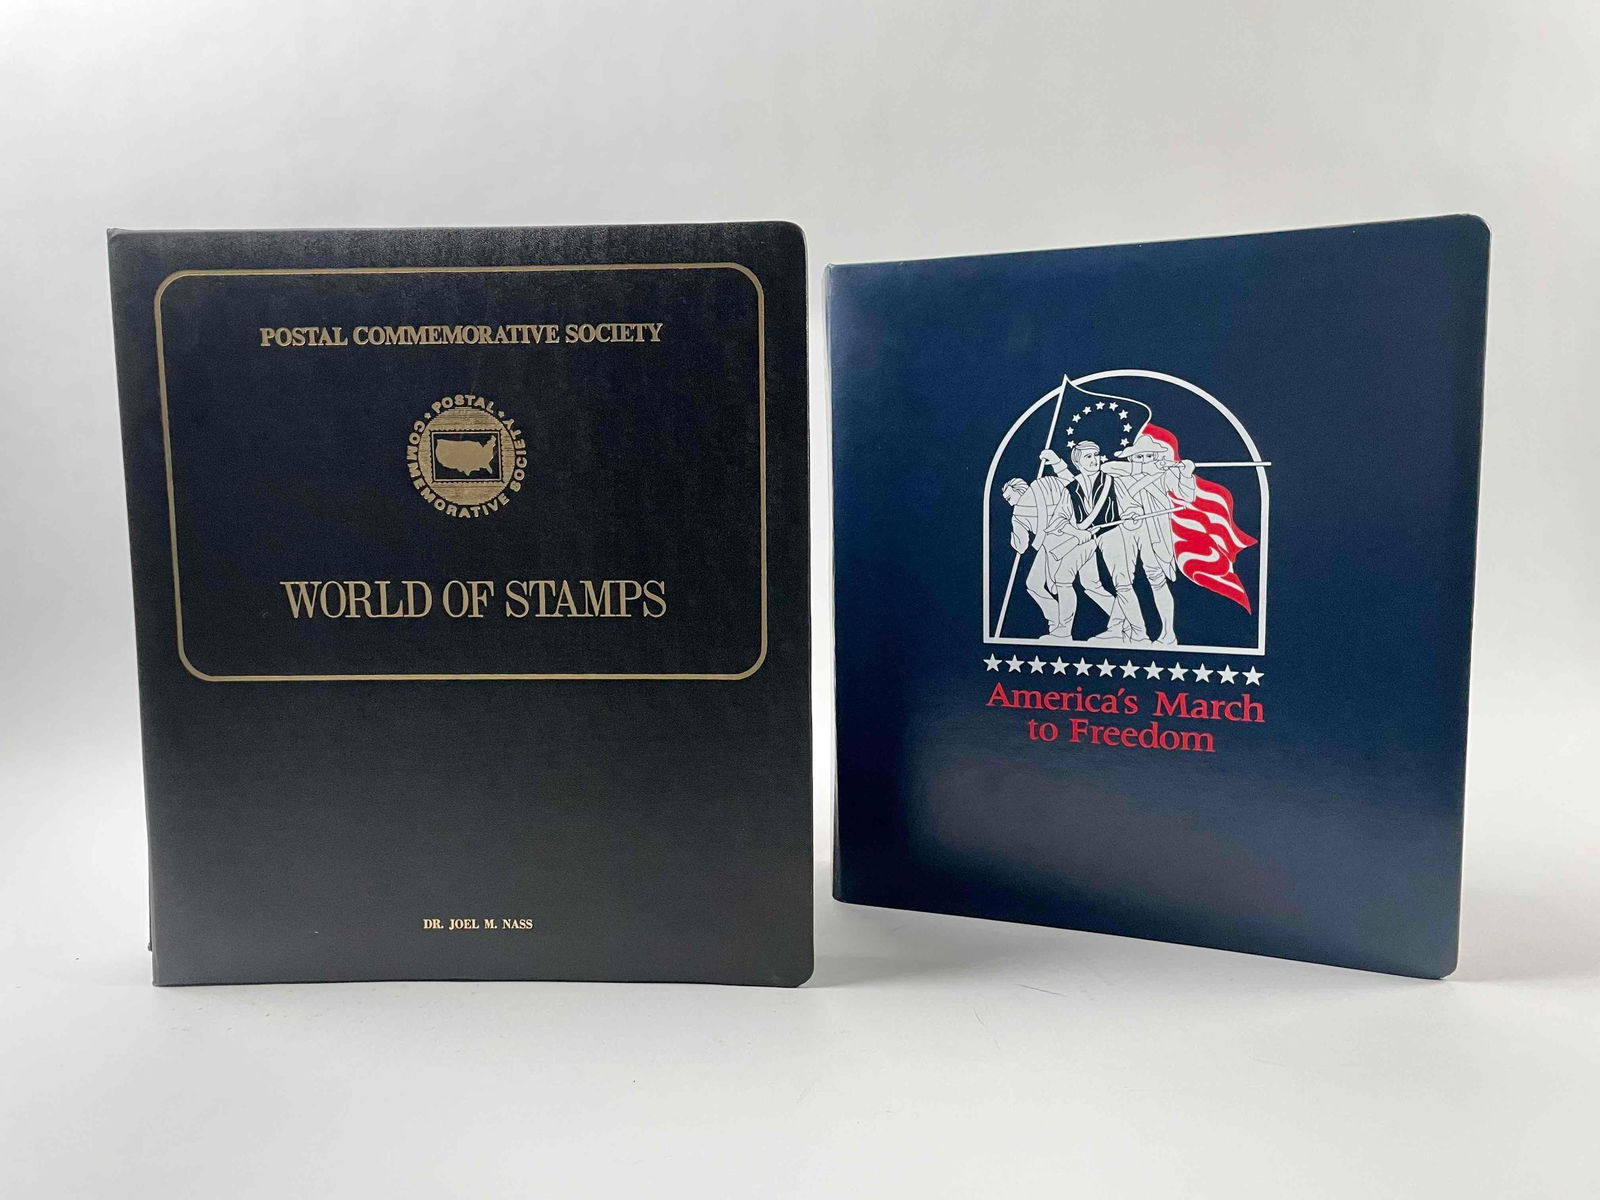 POSTAL COMMEMORATIVE SOCIETY
★ POSTAL ★
COMMEMORATIVE SOCIETY
WORLD OF STAMPS
DR. JOEL M. NASS
America's March
to Freedom